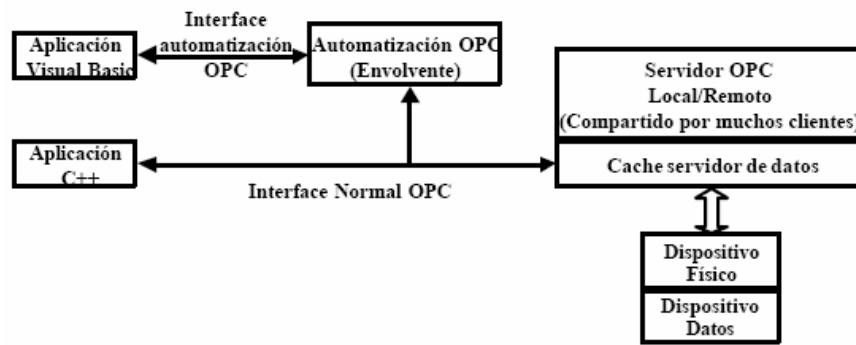 Interface
automatización
OPC
Aplicación
Visual Basic
Automatización OPC
(Envolvente)
Servidor OPC
Local/Remoto
(Compartido por muchos clientes)
Cache servidor de datos
Aplicación
C++
Interface Normal OPC
Dispositivo
Físico
Dispositivo
Datos